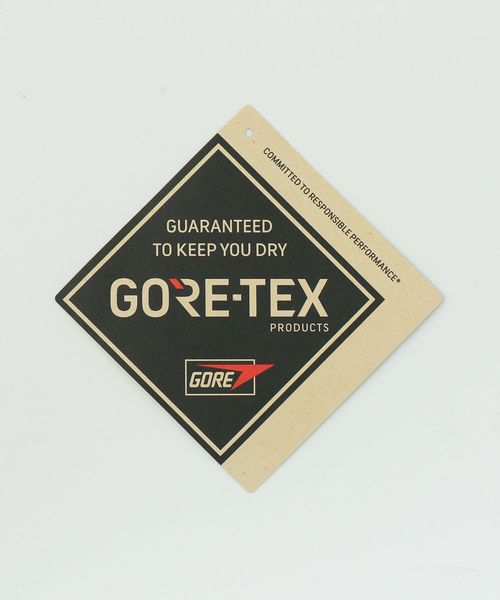 COMMITTED TO RESPONSIBLE PERFORMANCE*
GUARANTEED
TO KEEP YOU DRY
GORE-TEX
PRODUCTS
GORE